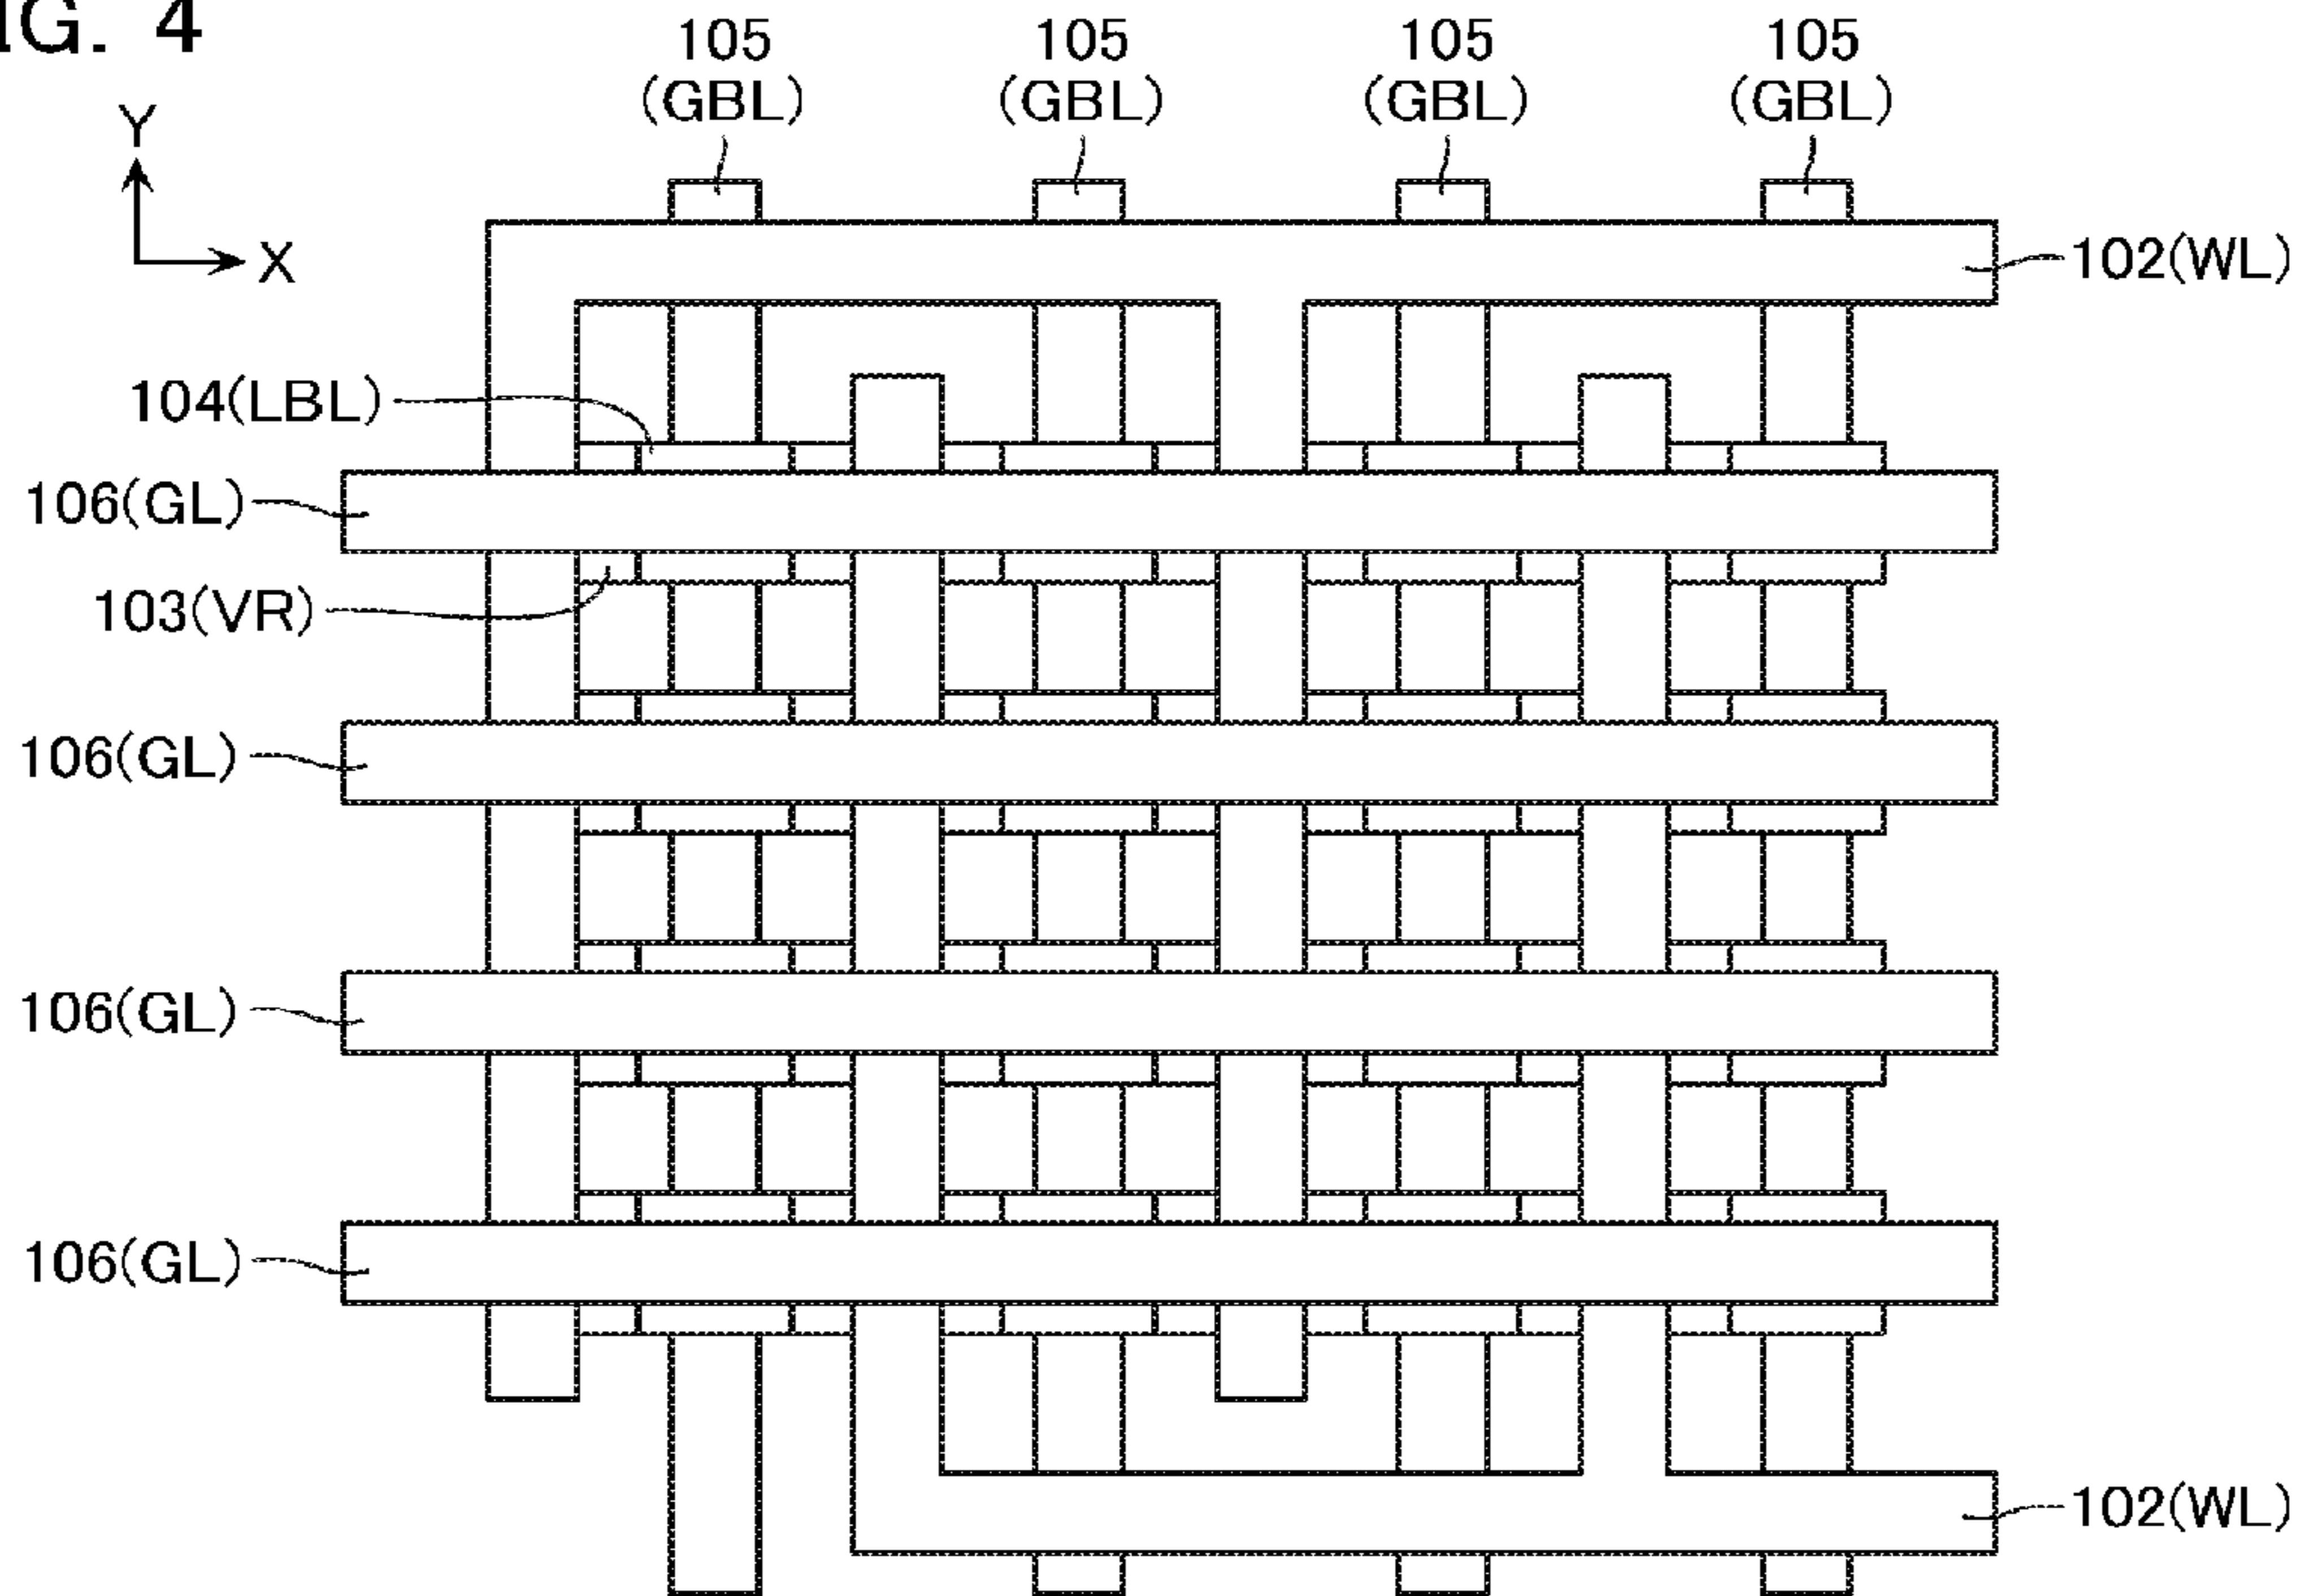 IG. 4
105 105 105 105
(GBL) (GBL) (GBL) (GBL)
Y
X
102(WL)
104(LBL)
106(GL)
103(VR)
106(GL)
106(GL)
106(GL)
102(WL)